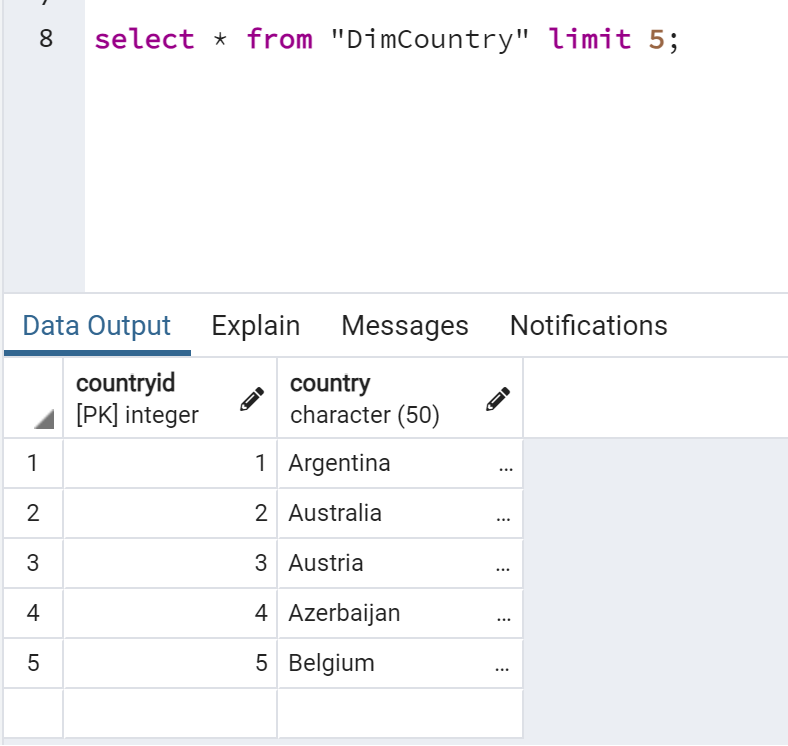 8 select * from "DimCountry" limit 5;
Data Output Explain Messages Notifications
countryid country
[PK] integer character (50)
1 1 Argentina ...
2 2 Australia ...
3 3 Austria ...
4 4 Azerbaijan ...
5 5 Belgium ...